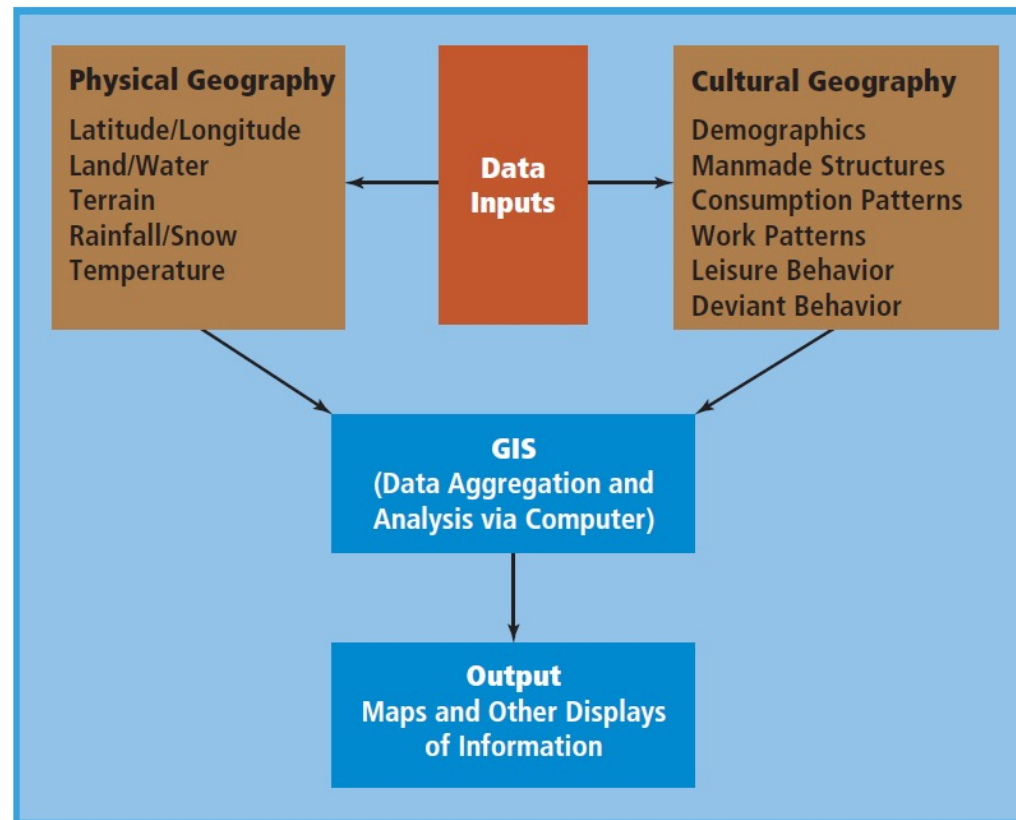 Physical Geography
Latitude/Longitude
Land/Water
Terrain
Rainfall/Snow
Temperature
Data
Inputs
Cultural Geography
Demographics
Manmade Structures
Consumption Patterns
Work Patterns
Leisure Behavior
Deviant Behavior
GIS
(Data Aggregation and
Analysis via Computer)
Output
Maps and Other Displays
of Information